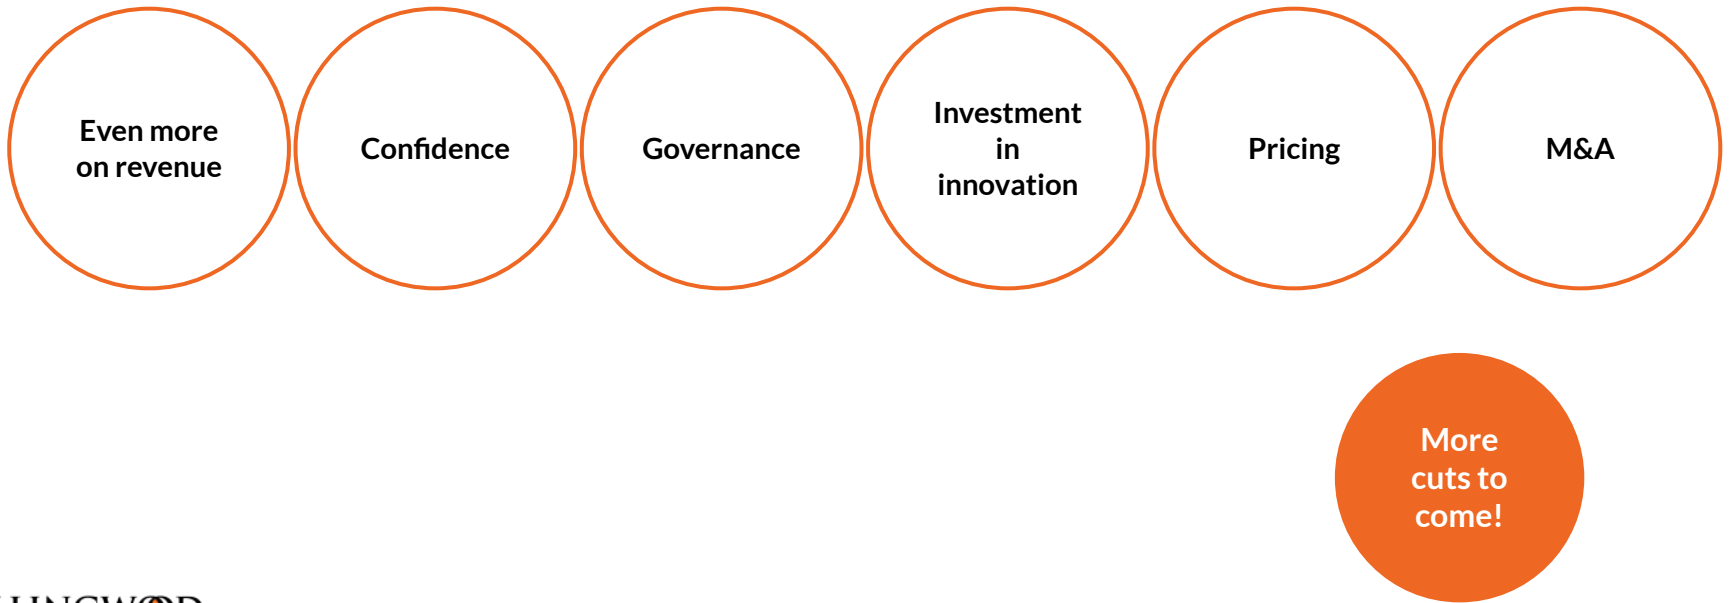 Even more
on revenue
Confidence
Governance
Investment
in
innovation
Pricing
M&A
More
cuts to
come!